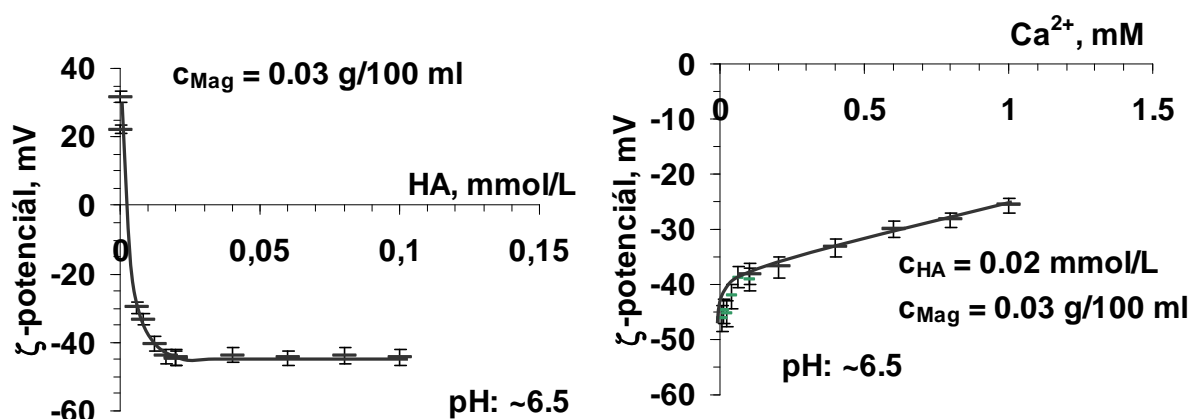 c_Mag = 0.03 g/100 ml
40
20
0
-20
-40
-60
ζ-potenciál, mV
HA, mmol/L
0
0,05
0,1
0,15
pH: ~6.5
Ca²⁺, mM
0
-10
-20
-30
-40
-50
-60
ζ-potenciál, mV
0
0.5
1
1.5
c_HA = 0.02 mmol/L
c_Mag = 0.03 g/100 ml
pH: ~6.5